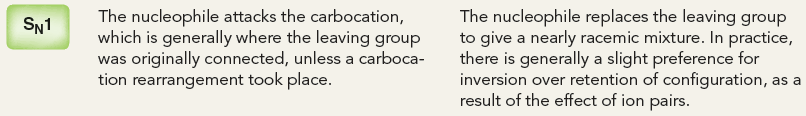 S_N1
The nucleophile attacks the carbocation,
which is generally where the leaving group
was originally connected, unless a carboca-
tion rearrangement took place.
The nucleophile replaces the leaving group
to give a nearly racemic mixture. In practice,
there is generally a slight preference for
inversion over retention of configuration, as a
result of the effect of ion pairs.